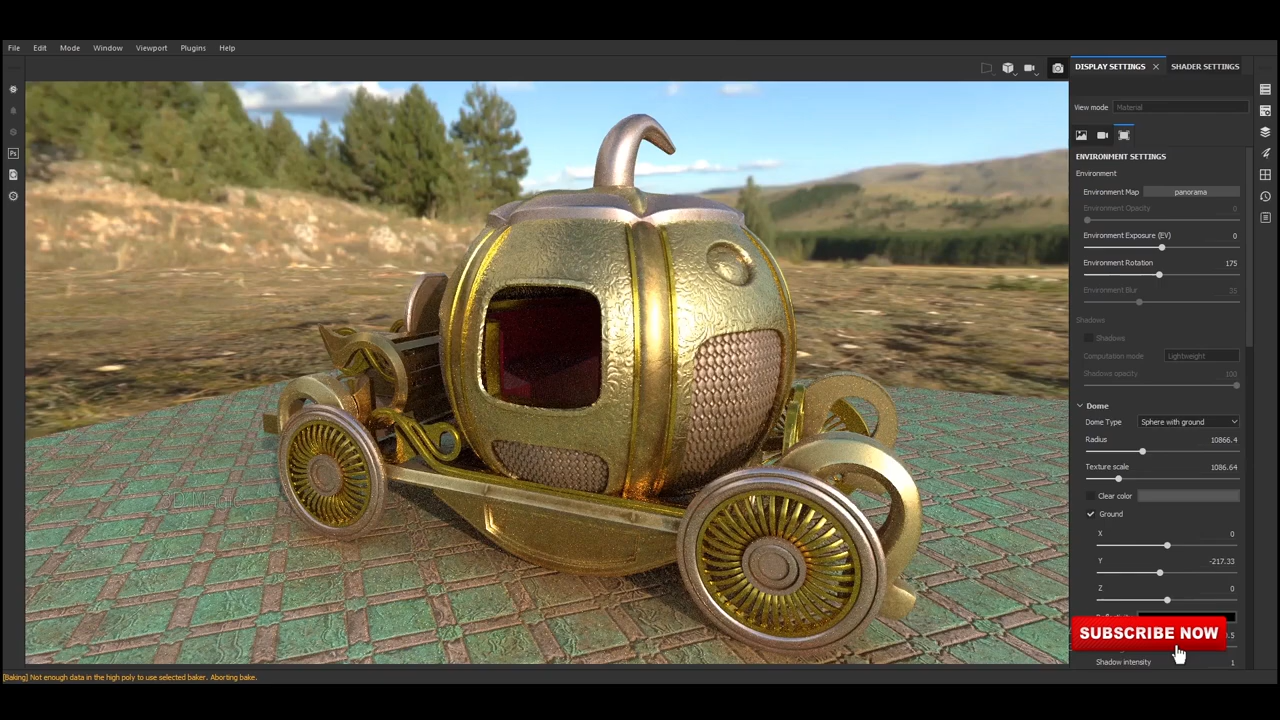 File Edit Mode Window Viewport Plugins Help
DISPLAY SETTINGS SHADER SETTINGS
View mode Material
Ps
ENVIRONMENT SETTINGS
Environment
Environment Map panorama
Environment Opacity 0
Environment Exposure (EV) 0
Environment Rotation 175
Environment Blur 35
Shadows
Shadows
Computation mode Lightweight
Shadows opacity 100
Dome
Dome Type Sphere with ground
Radius 10866.4
Texture scale 1086.64
Clear color
Ground
X 0
Y -217.33
Z 0
SUBSCRIBE NOW
Shadow intensity 1
[Baking] Not enough data in the high poly to use selected baker. Aborting bake.